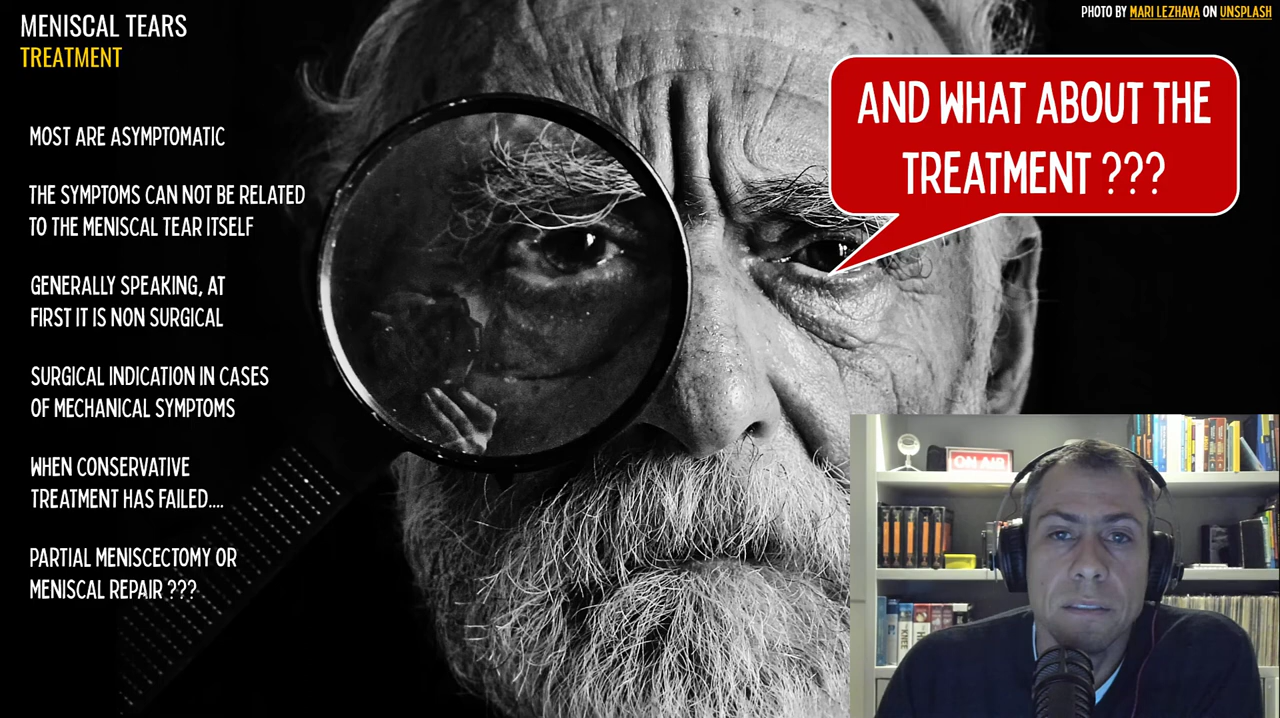 MENISCAL TEARS
TREATMENT
PHOTO BY MARI LEZHAVA ON UNSPLASH
AND WHAT ABOUT THE
TREATMENT ???
MOST ARE ASYMPTOMATIC
THE SYMPTOMS CAN NOT BE RELATED
TO THE MENISCAL TEAR ITSELF
GENERALLY SPEAKING, AT
FIRST IT IS NON SURGICAL
SURGICAL INDICATION IN CASES
OF MECHANICAL SYMPTOMS
WHEN CONSERVATIVE
TREATMENT HAS FAILED....
PARTIAL MENISCECTOMY OR
MENISCAL REPAIR ???
ON AIR
KNEE